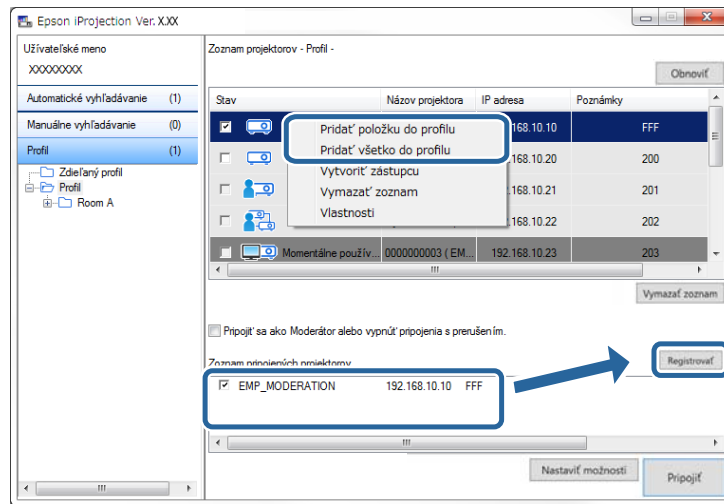 Epson iProjection Ver. X.XX
Užívateľské meno
XXXXXXXX
Automatické vyhľadávanie (1)
Manuálne vyhľadávanie (0)
Profil (1)
Zdieľaný profil
Profil
Room A
Zoznam projektorov - Profil -
Obnoviť
Stav Názov projektora IP adresa Poznámky
168.10.10 FFF
168.10.20 200
168.10.21 201
168.10.22 202
Momentálne použív... 0000000003 ( EM... 192.168.10.23 203
Pridať položku do profilu
Pridať všetko do profilu
Vytvoriť zástupcu
Vymazať zoznam
Vlastnosti
Vymazať zoznam
Pripojiť sa ako Moderátor alebo vypnúť pripojenia s prerušením.
Zoznam pripojených projektorov
Registrovať
EMP_MODERATION 192.168.10.10 FFF
Nastaviť možnosti
Pripojiť